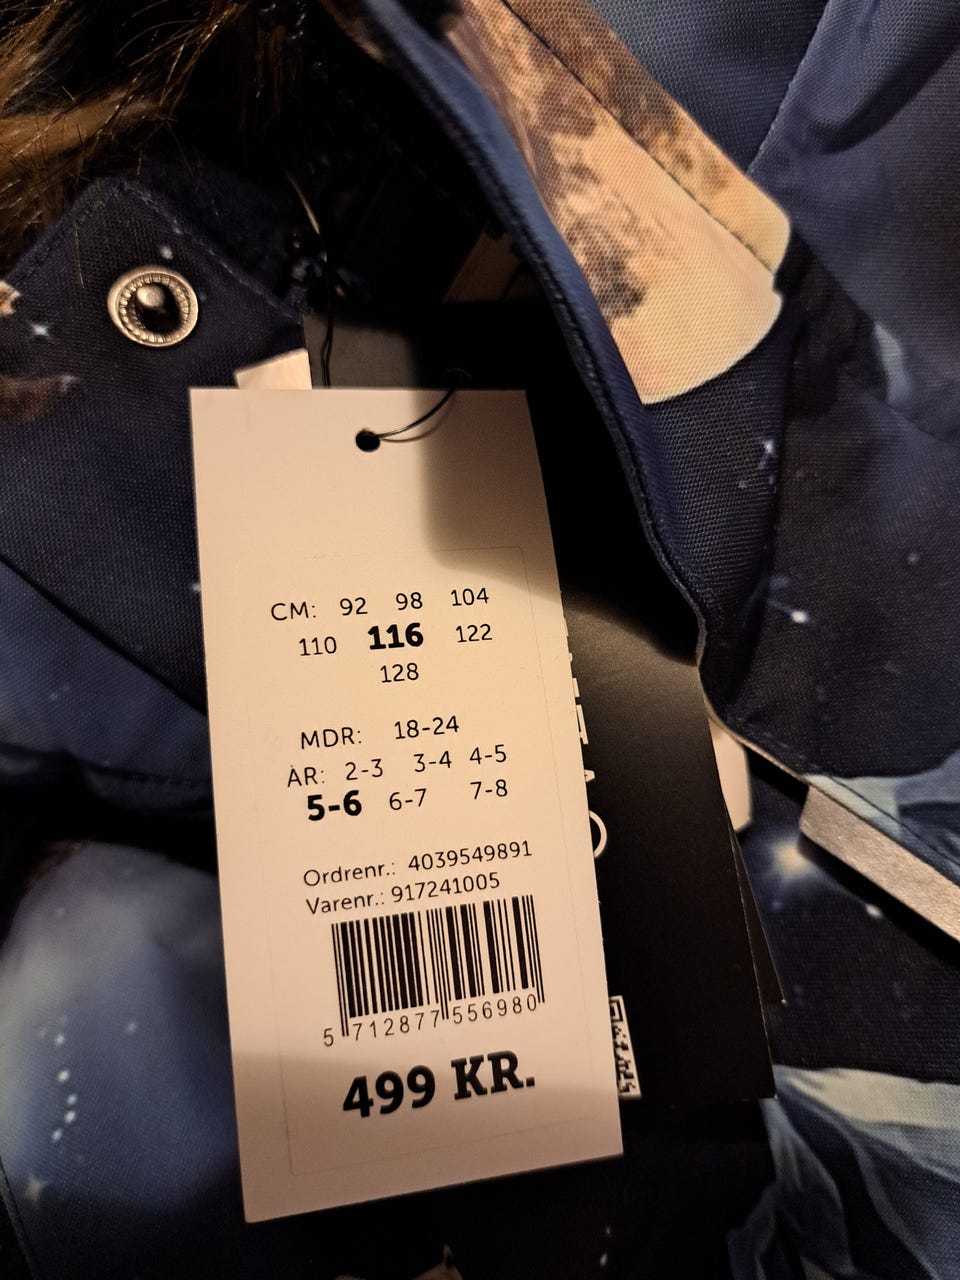 CM: 92 98 104
110 116 122
128
MDR: 18-24
ÅR: 2-3 3-4 4-5
5-6 6-7 7-8
Ordrenr.: 4039549891
Varenr.: 917241005
5 712877 556980
499 KR.